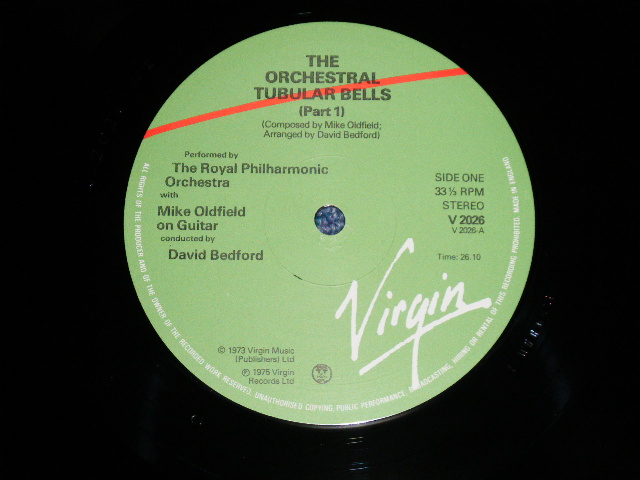 THE
ORCHESTRAL
TUBULAR BELLS
(Part 1)
(Composed by Mike Oldfield;
Arranged by David Bedford)
Performed by
The Royal Philharmonic
Orchestra
with
Mike Oldfield
on Guitar
conducted by
David Bedford
SIDE ONE
33⅓ RPM
STEREO
V 2026
V 2026-A
Time: 26.10
Virgin
© 1973 Virgin Music
(Publishers) Ltd
℗ 1975 Virgin
Records Ltd
ALL RIGHTS OF THE PRODUCER AND OF THE OWNER OF THE RECORDED WORK RESERVED. UNAUTHORISED COPYING, PUBLIC PERFORMANCE, BROADCASTING, HIRING OR RENTAL OF THIS RECORDING PROHIBITED. MADE IN ENGLAND